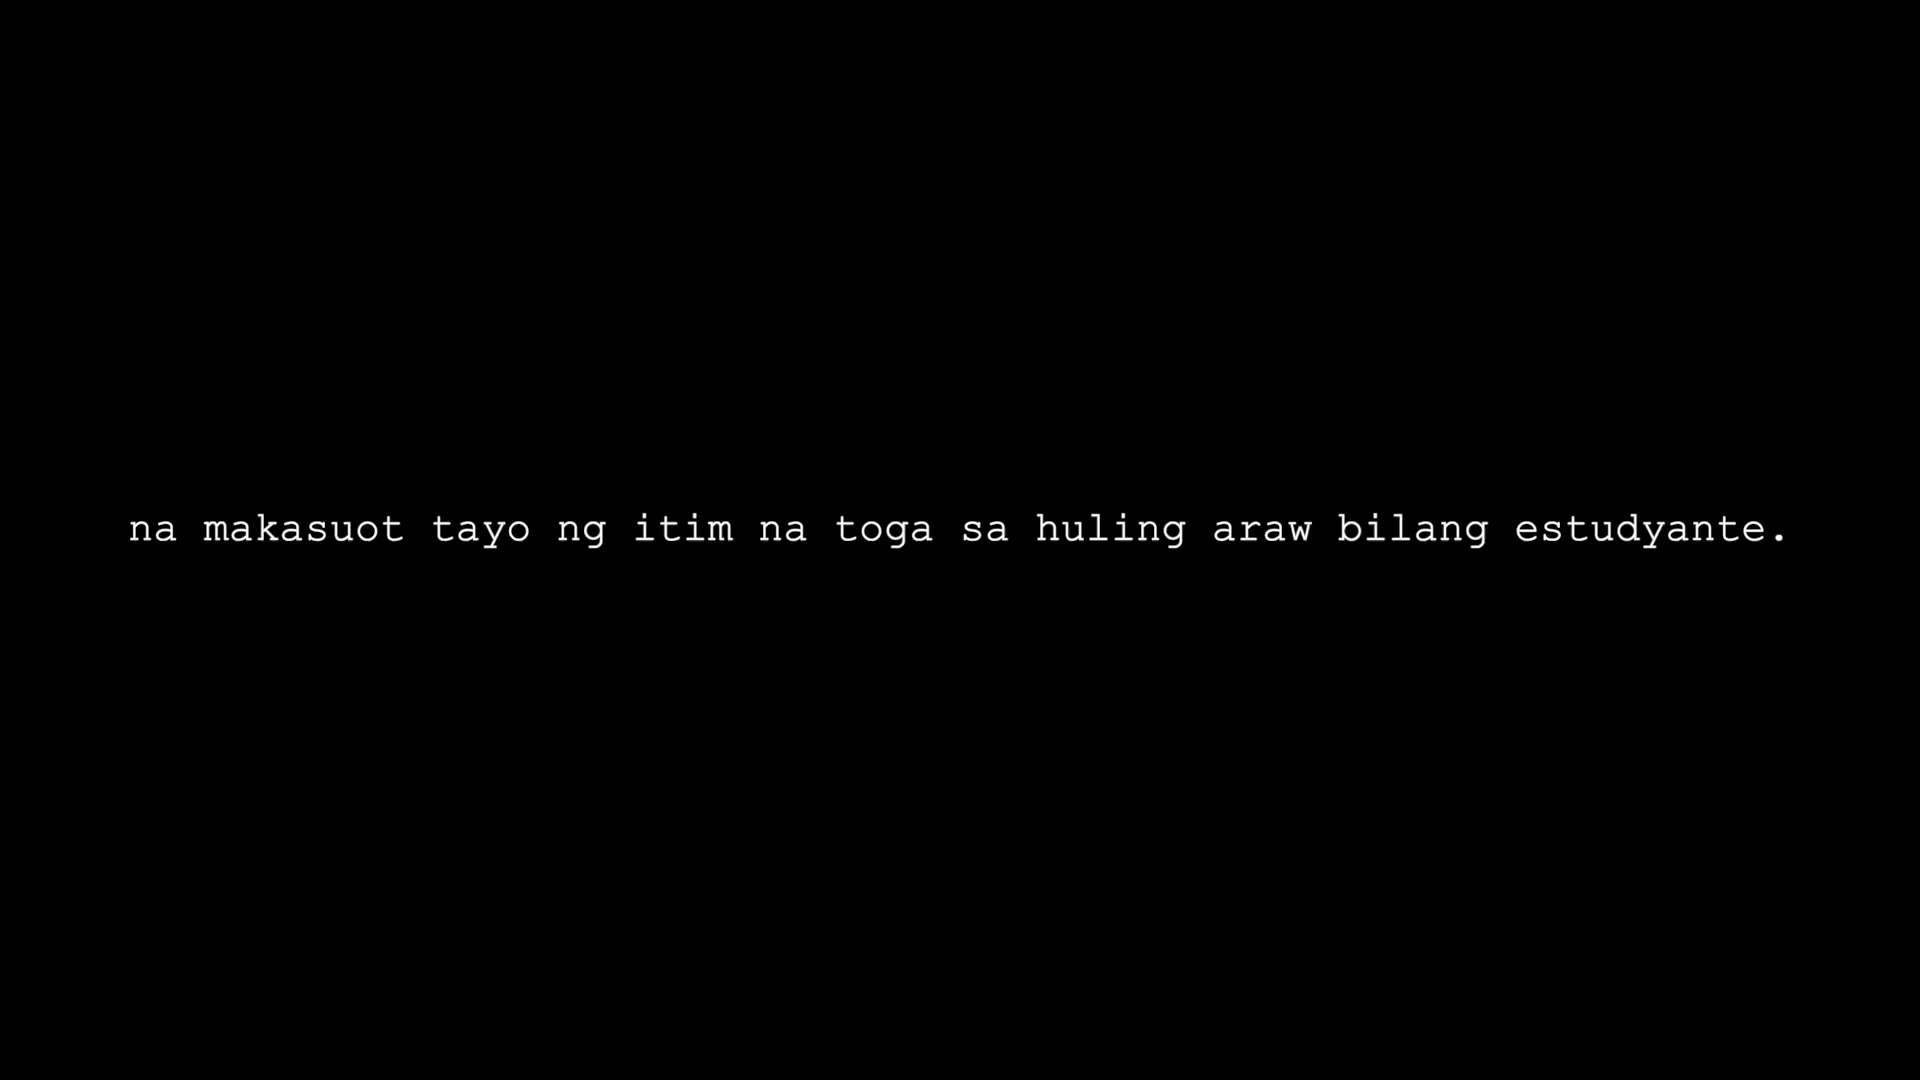 na makasuot tayo ng itim na toga sa huling araw bilang estudyante.